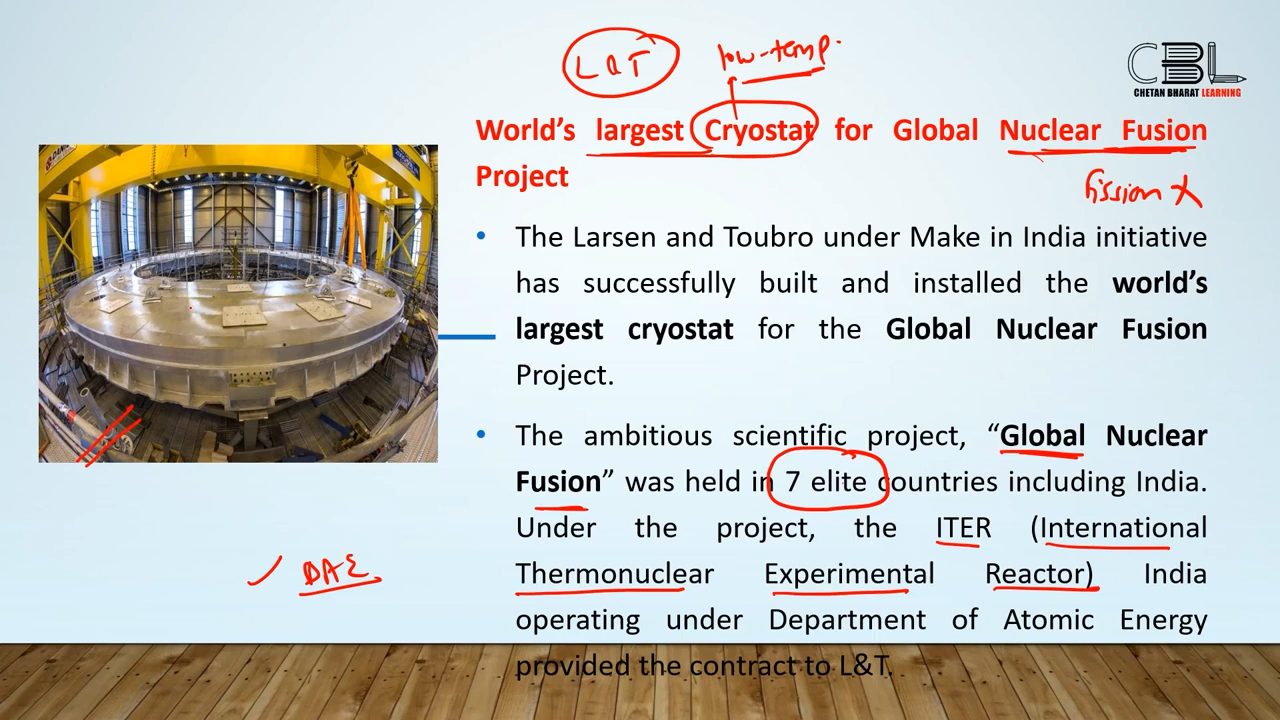 L&T
low-temp.
CBL
CHETAN BHARAT LEARNING
World's largest Cryostat for Global Nuclear Fusion
Project
fission X
• The Larsen and Toubro under Make in India initiative
has successfully built and installed the world's
largest cryostat for the Global Nuclear Fusion
Project.
• The ambitious scientific project, “Global Nuclear
Fusion” was held in 7 elite countries including India.
Under the project, the ITER (International
Thermonuclear Experimental Reactor) India
operating under Department of Atomic Energy
provided the contract to L&T.
✓ DAE